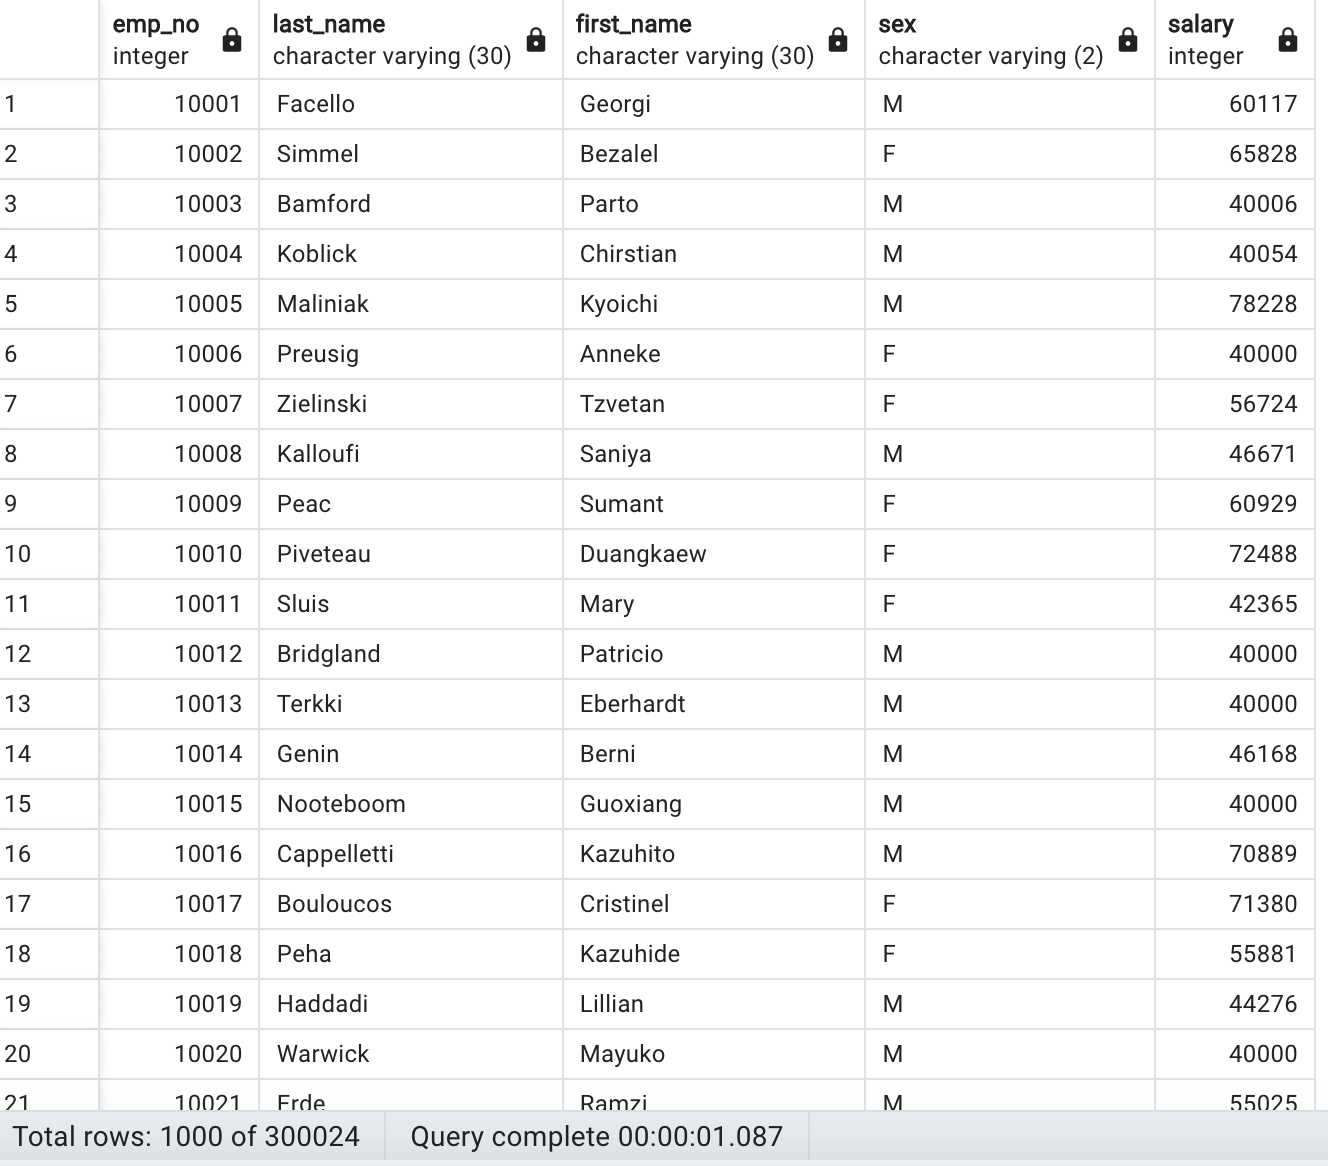 emp_no last_name first_name sex salary
integer character varying (30) character varying (30) character varying (2) integer
1 10001 Facello Georgi M 60117
2 10002 Simmel Bezalel F 65828
3 10003 Bamford Parto M 40006
4 10004 Koblick Chirstian M 40054
5 10005 Maliniak Kyoichi M 78228
6 10006 Preusig Anneke F 40000
7 10007 Zielinski Tzvetan F 56724
8 10008 Kalloufi Saniya M 46671
9 10009 Peac Sumant F 60929
10 10010 Piveteau Duangkaew F 72488
11 10011 Sluis Mary F 42365
12 10012 Bridgland Patricio M 40000
13 10013 Terkki Eberhardt M 40000
14 10014 Genin Berni M 46168
15 10015 Nooteboom Guoxiang M 40000
16 10016 Cappelletti Kazuhito M 70889
17 10017 Bouloucos Cristinel F 71380
18 10018 Peha Kazuhide F 55881
19 10019 Haddadi Lillian M 44276
20 10020 Warwick Mayuko M 40000
21 10021 Erde Ramzi M 55025
Total rows: 1000 of 300024 Query complete 00:00:01.087